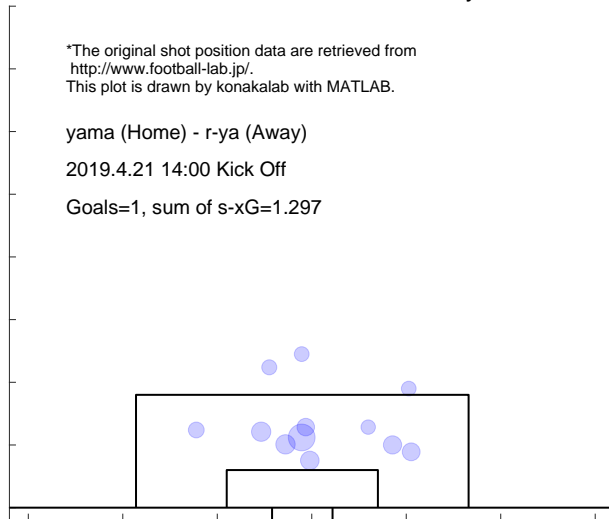 *The original shot position data are retrieved from
http://www.football-lab.jp/.
This plot is drawn by konakalab with MATLAB.
yama (Home) - r-ya (Away)
2019.4.21 14:00 Kick Off
Goals=1, sum of s-xG=1.297